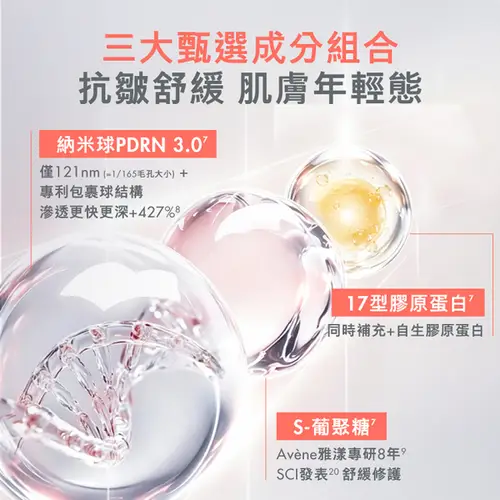 三大甄選成分組合
抗皺舒緩 肌膚年輕態
納米球PDRN 3.0⁷
僅121nm (=1/165毛孔大小) +
專利包裹球結構
滲透更快更深+427%⁸
17型膠原蛋白⁷
同時補充+自生膠原蛋白
S-葡聚糖⁷
Avène雅漾專研8年⁹
SCI發表²⁰ 舒緩修護